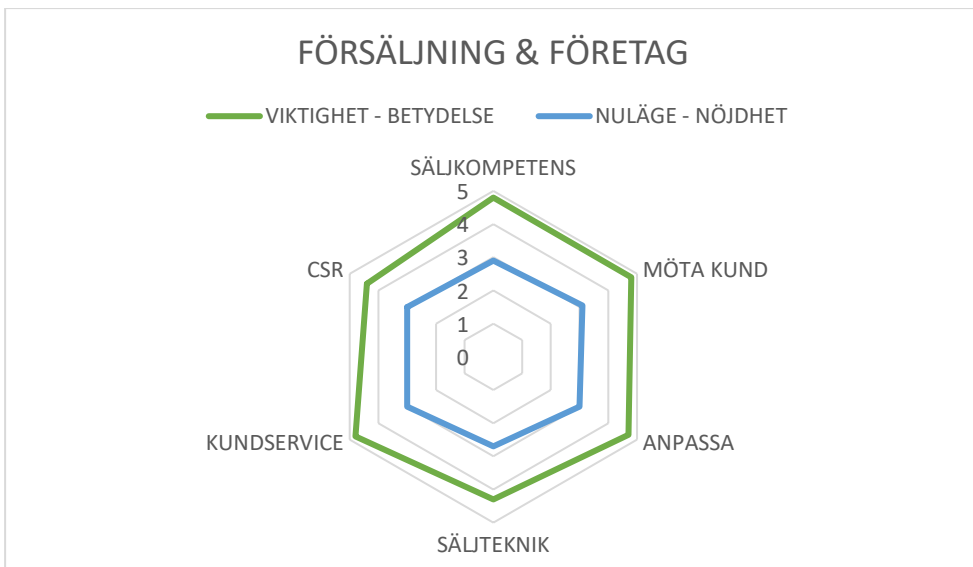 FÖRSÄLJNING & FÖRETAG
VIKTIGHET - BETYDELSE
NULÄGE - NÖJDHET
SÄLJKOMPETENS
5
4
3
2
1
0
MÖTA KUND
ANPASSA
SÄLJTEKNIK
KUNDSERVICE
CSR